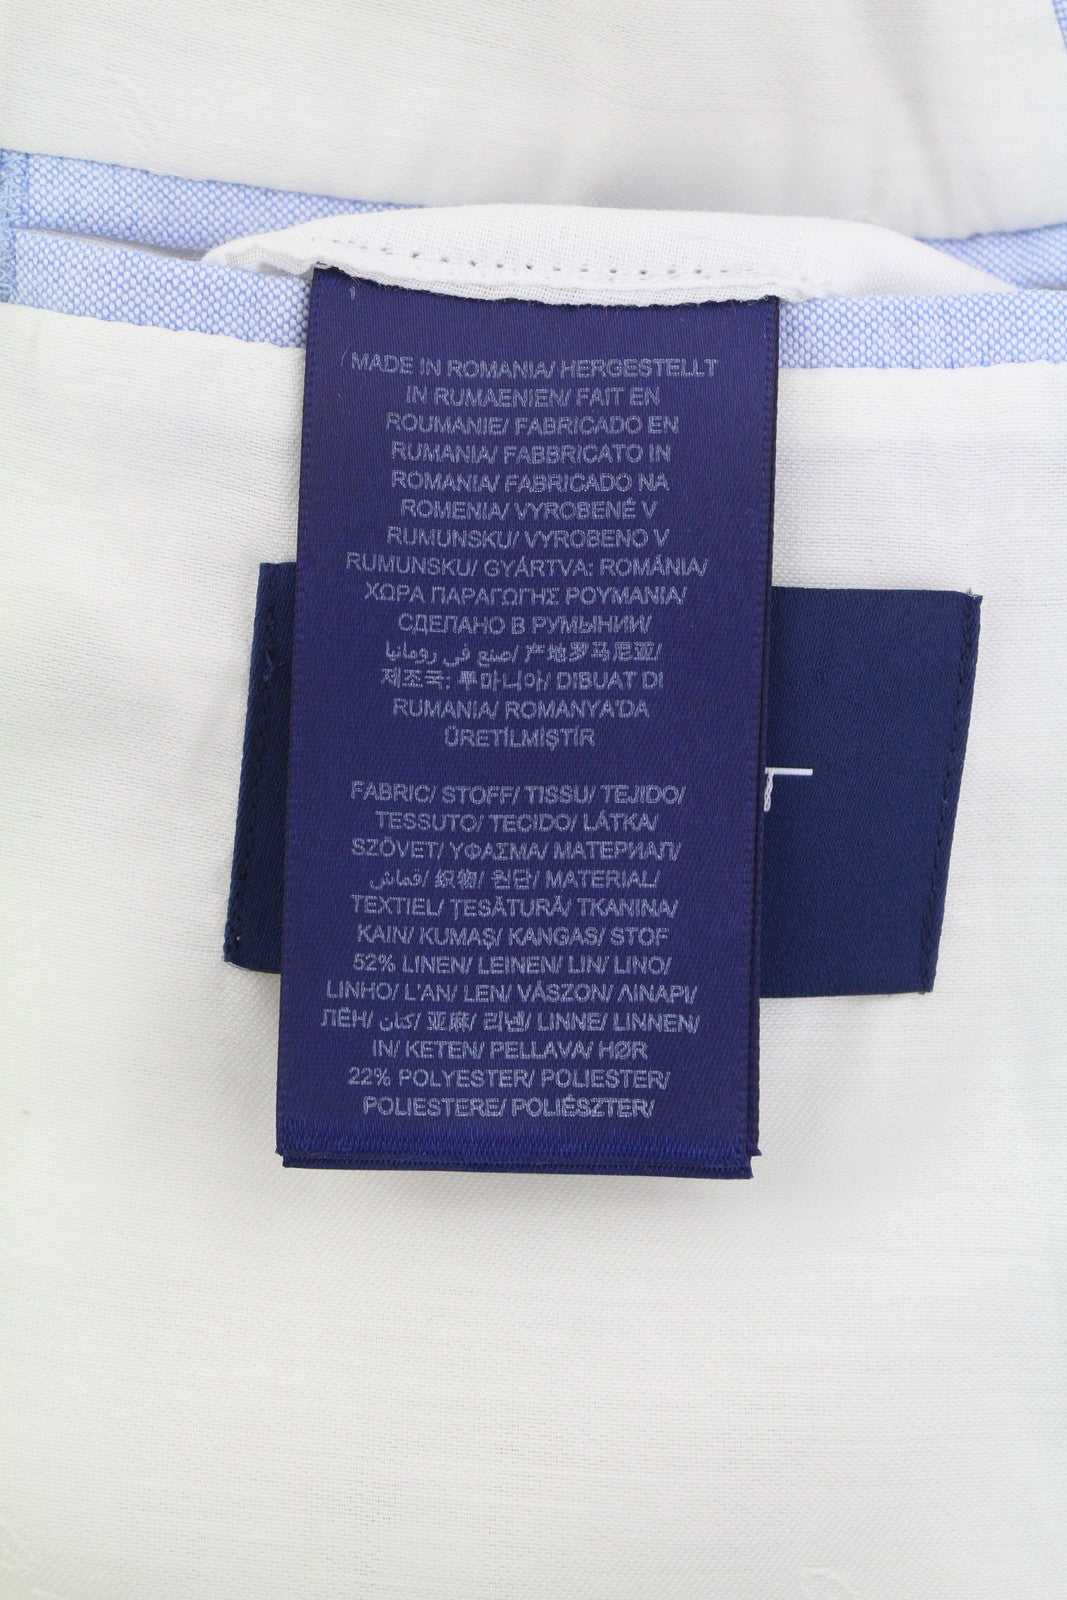 MADE IN ROMANIA/ HERGESTELLT
IN RUMAENIEN/ FAIT EN
ROUMANIE/ FABRICADO EN
RUMANIA/ FABBRICATO IN
ROMANIA/ FABRICADO NA
ROMENIA/ VYROBENÉ V
RUMUNSKU/ VYROBENO V
RUMUNSKU/ GYÁRTVA: ROMÁNIA/
ΧΩΡΑ ΠΑΡΑΓΩΓΗΣ ΡΟΥΜΑΝΙΑ/
СДЕЛАНО В РУМЫНИИ/
صنع في رومانيا/ 产地罗马尼亚/
제조국: 루마니아/ DIBUAT DI
RUMANIA/ ROMANYA'DA
ÜRETİLMİŞTİR
FABRIC/ STOFF/ TISSU/ TEJIDO/
TESSUTO/ TECIDO/ LÁTKA/
SZÖVET/ ΥΦΑΣΜΑ/ МАТЕРИАЛ/
قماش/ 织物/ 원단/ MATERIAL/
TEXTIEL/ ŢESĂTURĂ/ TKANINA/
KAIN/ KUMAŞ/ KANGAS/ STOF
52% LINEN/ LEINEN/ LIN/ LINO/
LINHO/ L'AN/ LEN/ VÁSZON/ ΛΙΝΑΡΙ/
ЛЁН/ كتان/ 亚麻/ 리넨/ LINNE/ LINNEN/
IN/ KETEN/ PELLAVA/ HØR
22% POLYESTER/ POLIESTER/
POLIESTERE/ POLIÉSZTER/